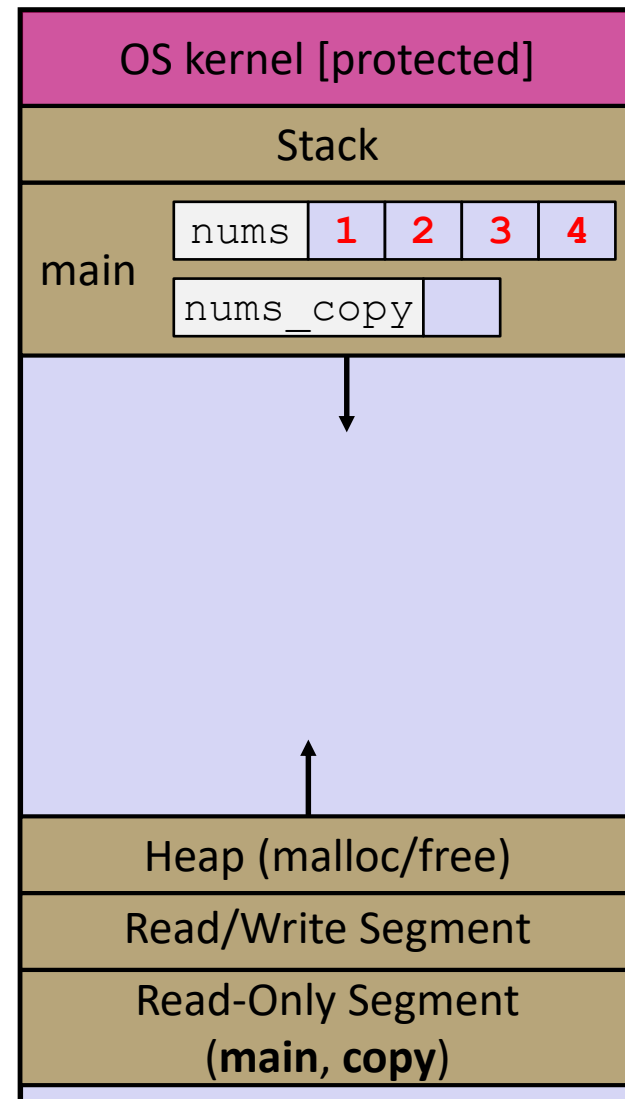 OS kernel [protected]
Stack
main
nums 1 2 3 4
nums_copy
Heap (malloc/free)
Read/Write Segment
Read-Only Segment
(main, copy)